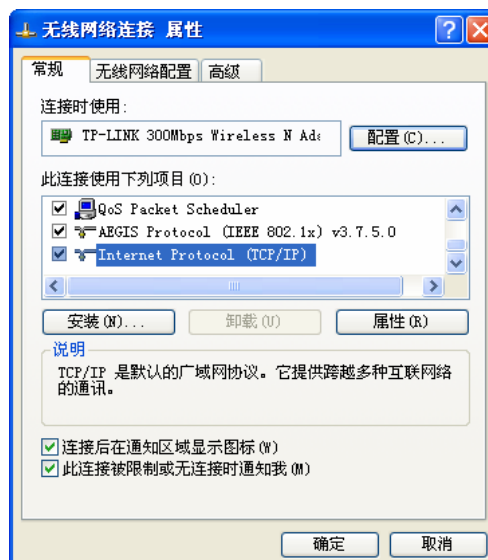 无线网络连接 属性
常规 无线网络配置 高级
连接时使用:
TP-LINK 300Mbps Wireless N Ada
配置(C)...
此连接使用下列项目(O):
QoS Packet Scheduler
AEGIS Protocol (IEEE 802.1x) v3.7.5.0
Internet Protocol (TCP/IP)
安装(N)... 卸载(U) 属性(R)
说明
TCP/IP 是默认的广域网协议。它提供跨越多种互联网络
的通讯。
连接后在通知区域显示图标(W)
此连接被限制或无连接时通知我(M)
确定 取消